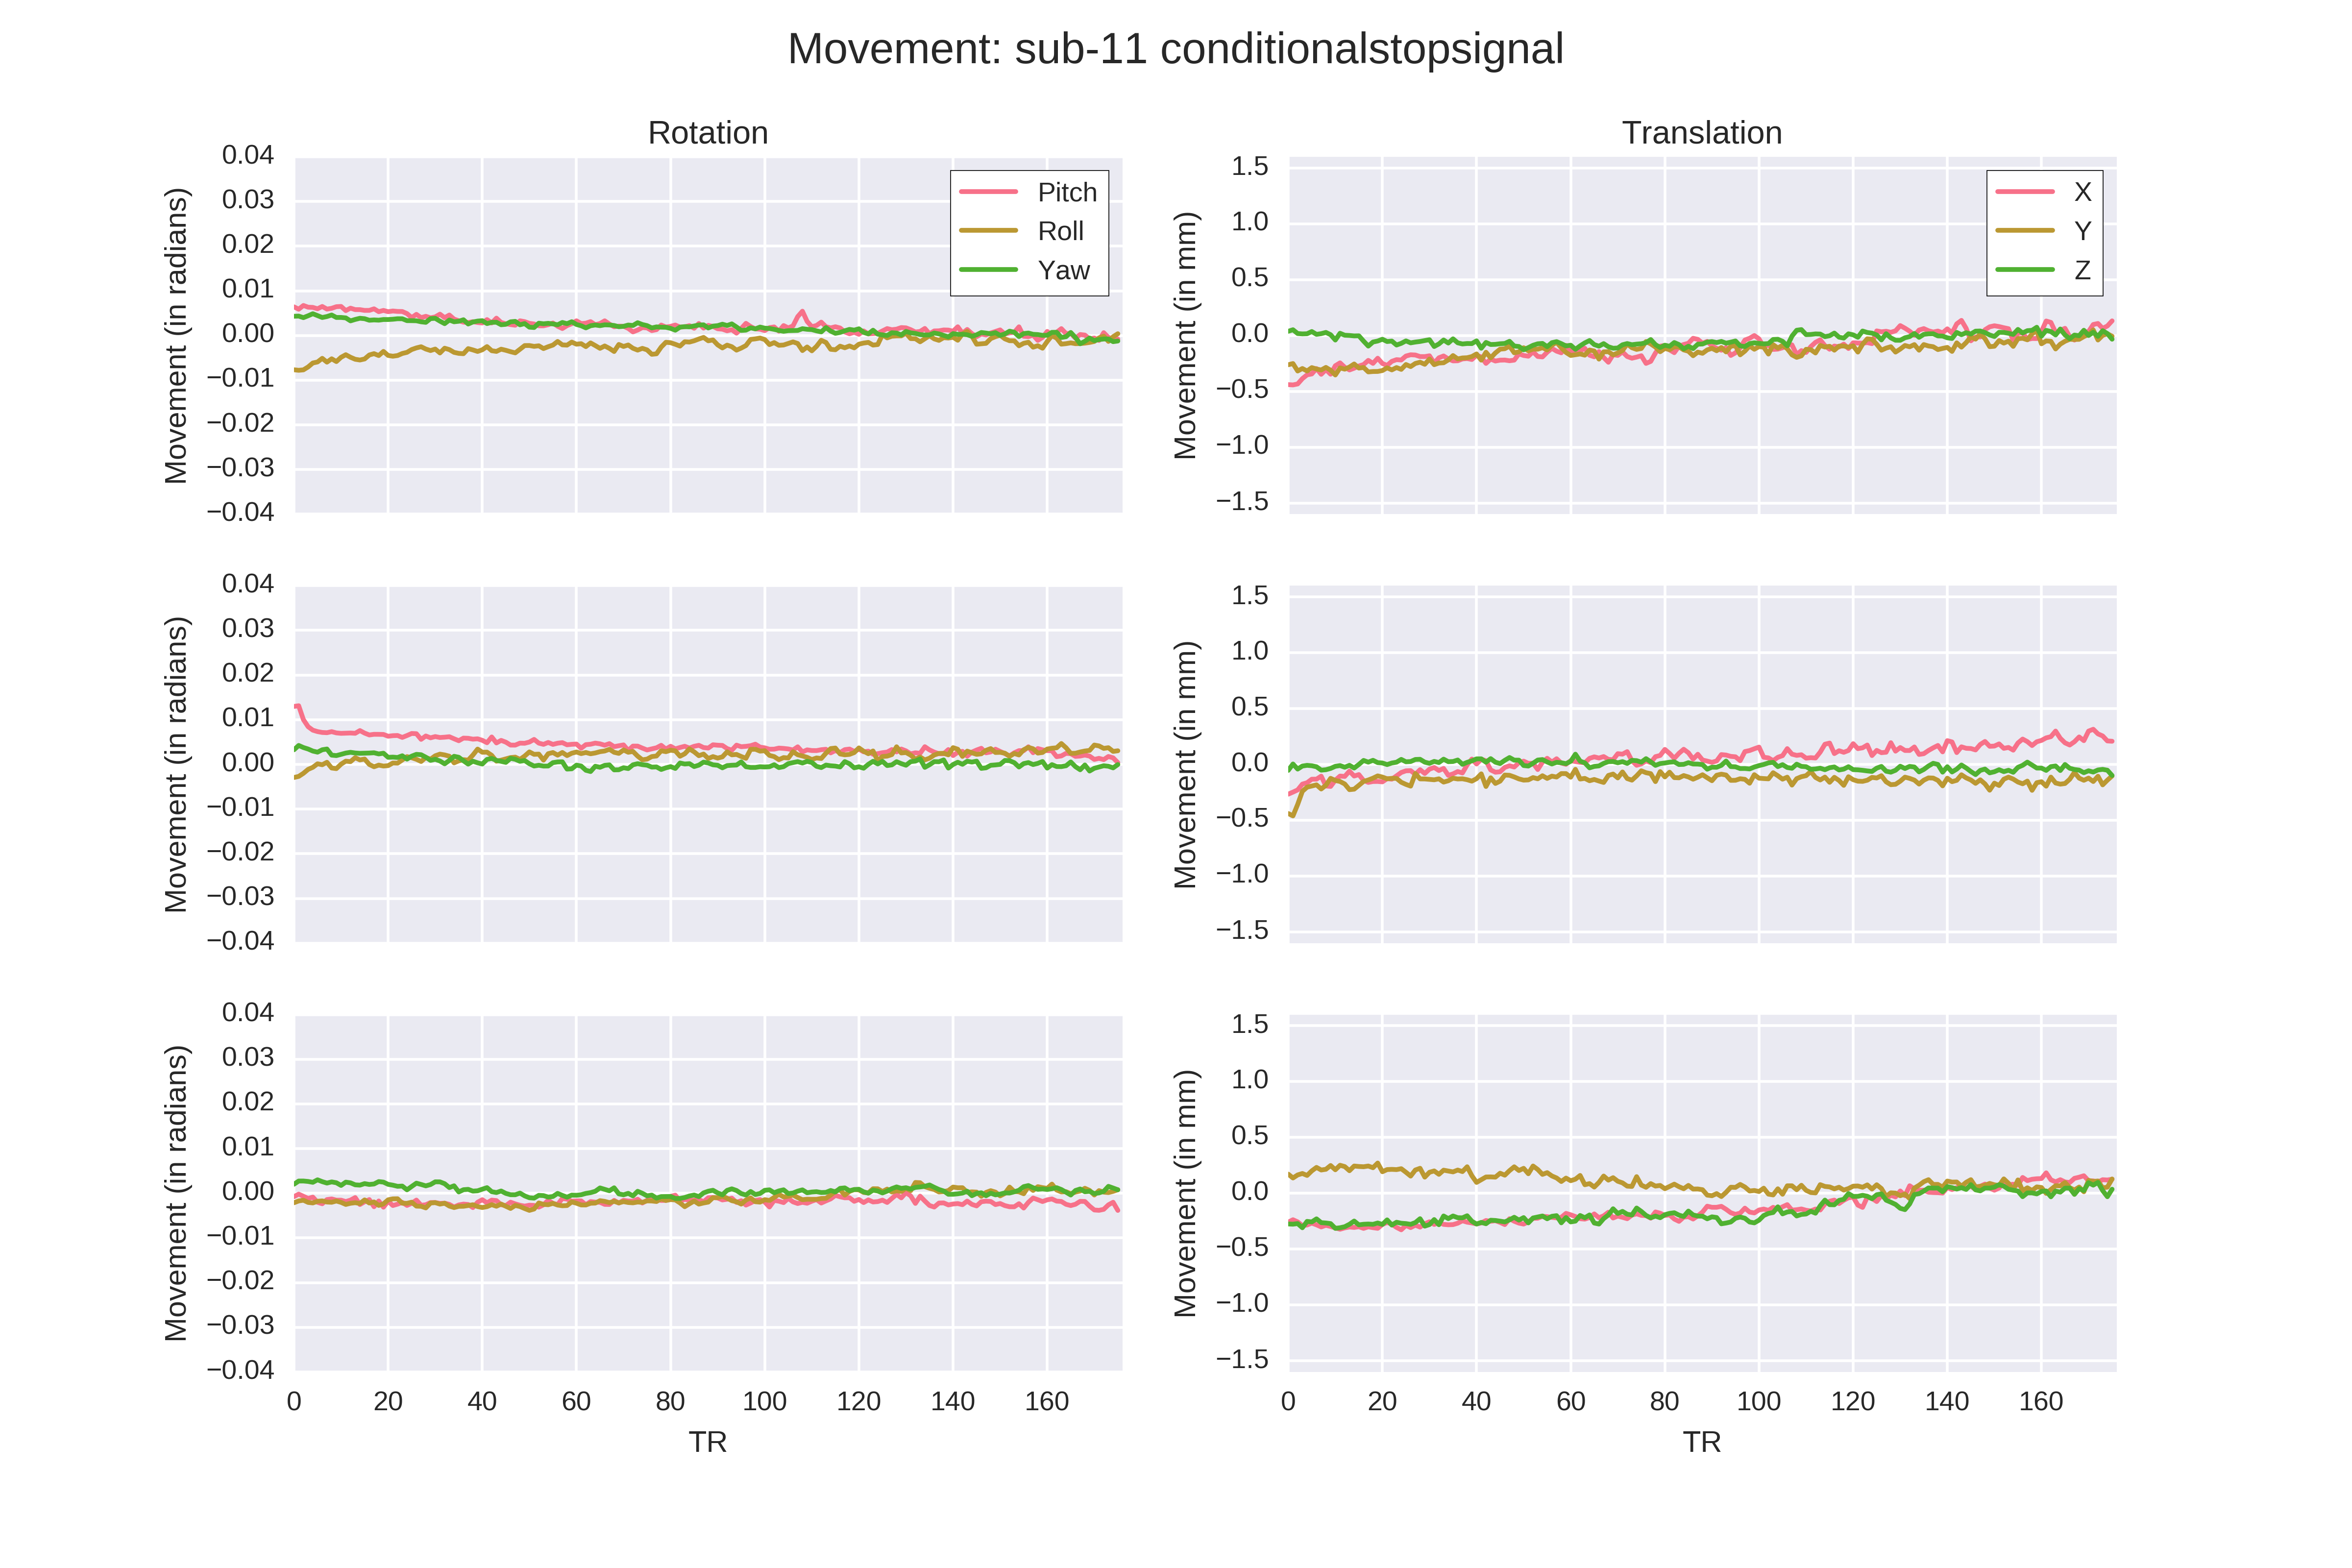 Movement: sub-11 conditionalstopsignal
Rotation
Translation
Movement (in radians)
0.04
0.03
0.02
0.01
0.00
−0.01
−0.02
−0.03
−0.04
Pitch
Roll
Yaw
Movement (in mm)
1.5
1.0
0.5
0.0
−0.5
−1.0
−1.5
X
Y
Z
Movement (in radians)
0.04
0.03
0.02
0.01
0.00
−0.01
−0.02
−0.03
−0.04
Movement (in mm)
1.5
1.0
0.5
0.0
−0.5
−1.0
−1.5
Movement (in radians)
0.04
0.03
0.02
0.01
0.00
−0.01
−0.02
−0.03
−0.04
0 20 40 60 80 100 120 140 160
TR
Movement (in mm)
1.5
1.0
0.5
0.0
−0.5
−1.0
−1.5
0 20 40 60 80 100 120 140 160
TR